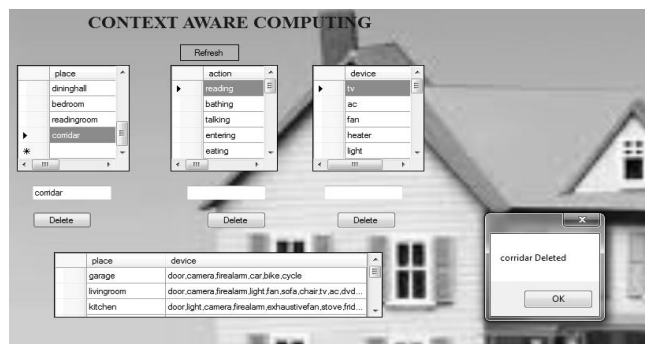 CONTEXT AWARE COMPUTING
Refresh
place
dininghall
bedroom
readingroom
corridar
action
reading
bathing
talking
entering
eating
device
tv
ac
fan
heater
light
corridar
Delete
Delete
Delete
place device
garage door,camera,firealarm,car,bike,cycle
livingroom door,camera,firealarm,light,fan,sofa,chair,tv,ac,dvd...
kitchen door,light,camera,firealarm,exhaustivefan,stove,frid...
corridar Deleted
OK